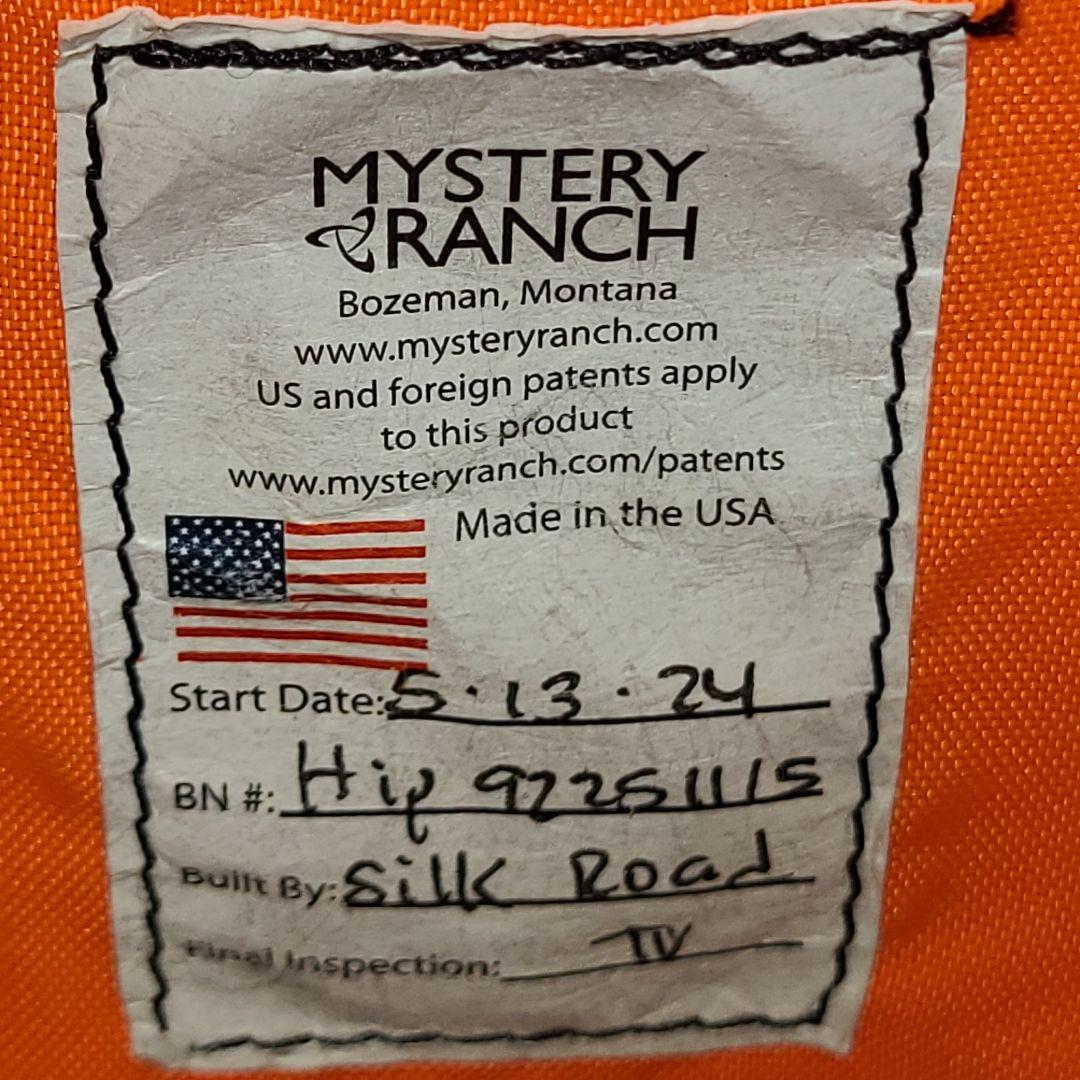 MYSTERY
RANCH
Bozeman, Montana
www.mysteryranch.com
US and foreign patents apply
to this product
www.mysteryranch.com/patents
Made in the USA
Start Date: 5·13·24
BN #: Hip 92251115
Built By: Silk Road
Final Inspection: TV